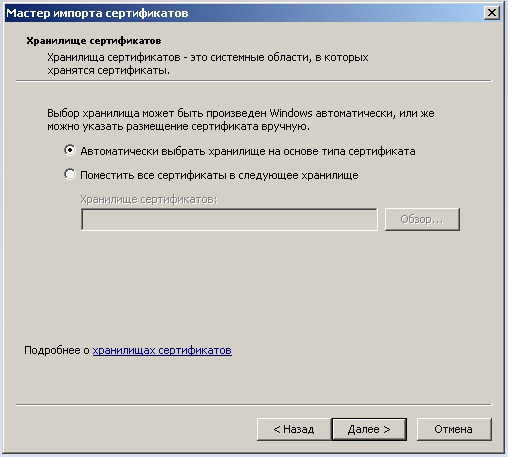 Мастер импорта сертификатов
Хранилище сертификатов
Хранилища сертификатов - это системные области, в которых
хранятся сертификаты.
Выбор хранилища может быть произведен Windows автоматически, или же
можно указать размещение сертификата вручную.
Автоматически выбрать хранилище на основе типа сертификата
Поместить все сертификаты в следующее хранилище
Хранилище сертификатов:
Обзор...
Подробнее о хранилищах сертификатов
< Назад Далее > Отмена